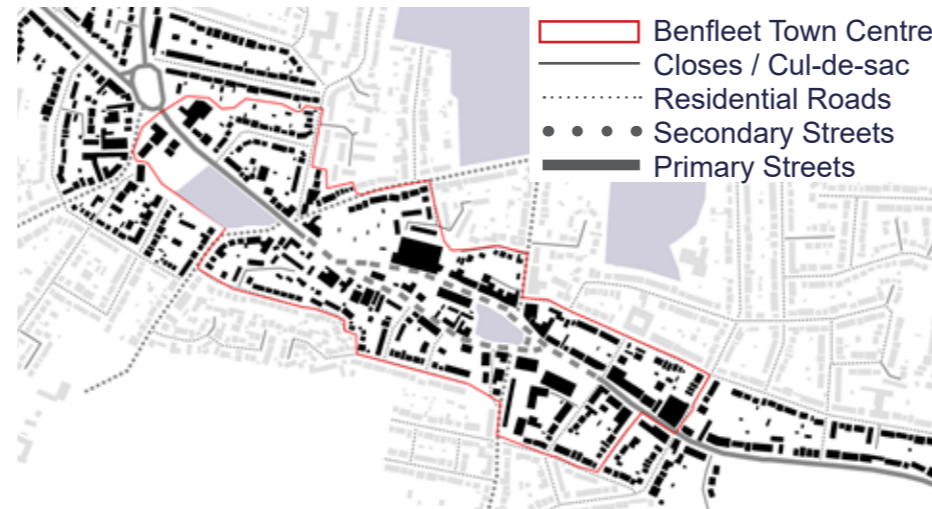 Benfleet Town Centre
Closes / Cul-de-sac
Residential Roads
Secondary Streets
Primary Streets